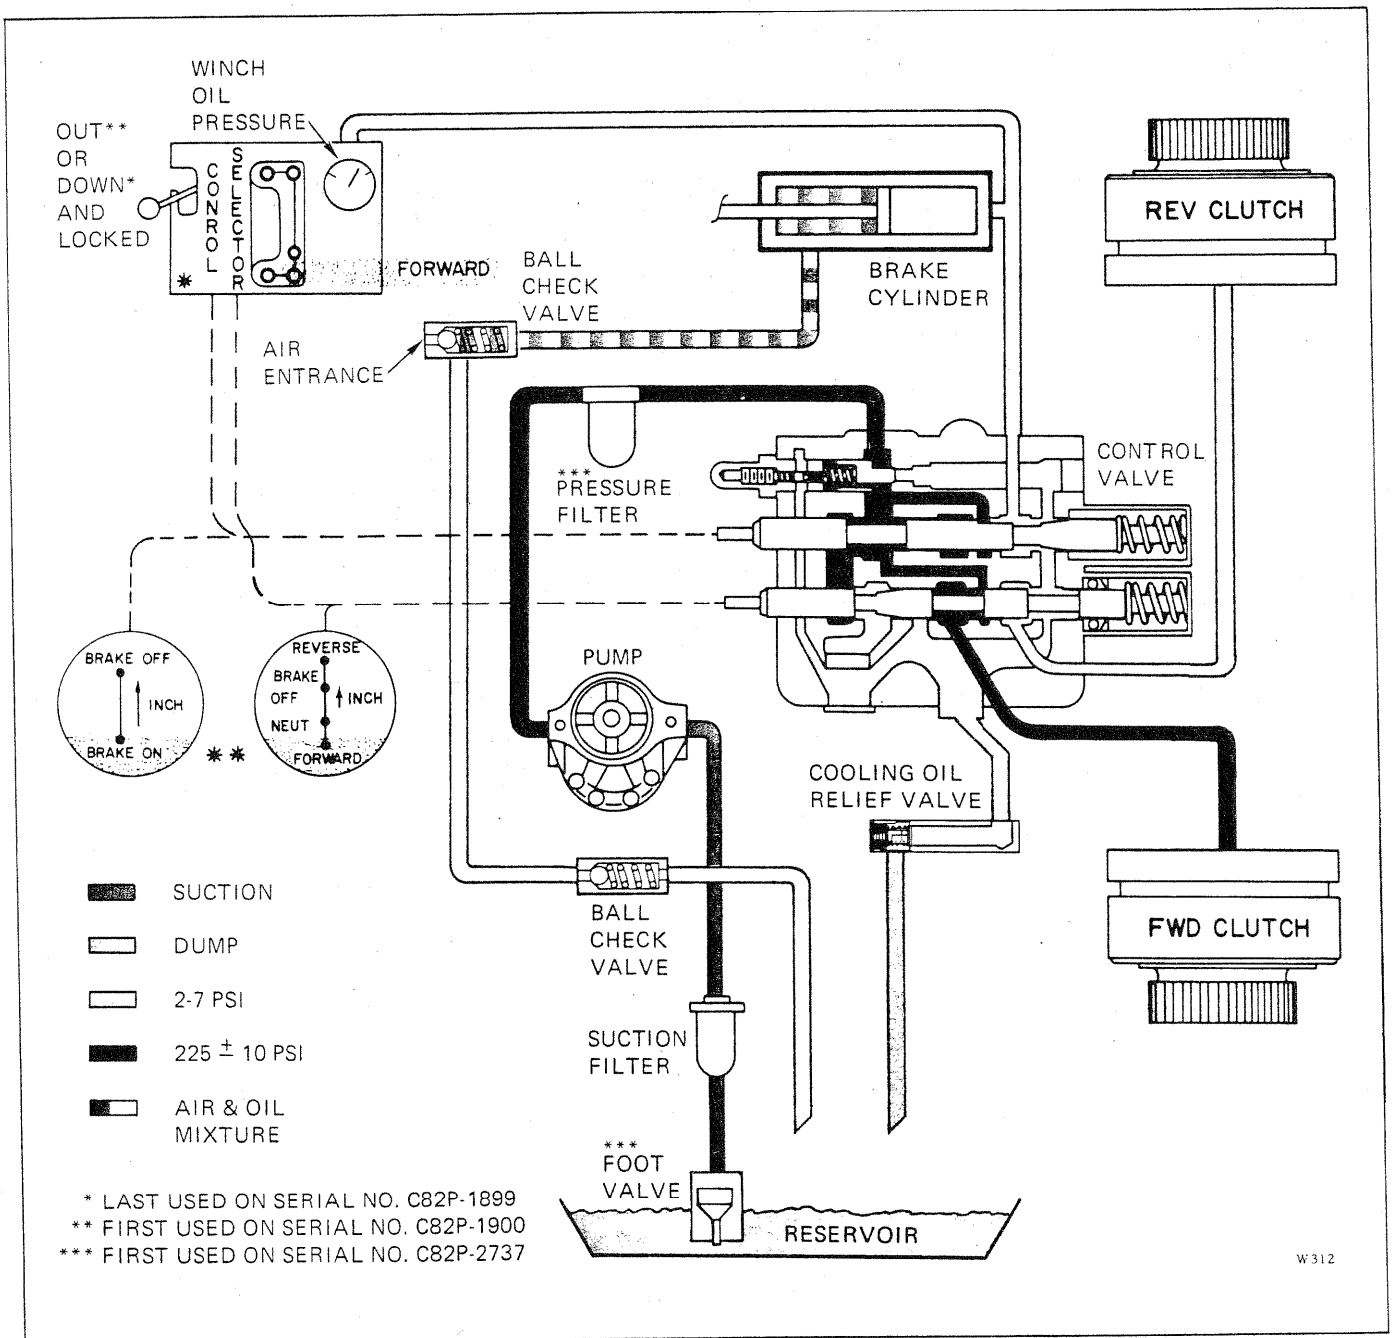 WINCH
OIL
PRESSURE
OUT**
OR
DOWN*
AND
LOCKED
CONROL
SELECTOR
*
FORWARD
BALL
CHECK
VALVE
AIR
ENTRANCE
BRAKE
CYLINDER
REV CLUTCH
***
PRESSURE
FILTER
CONTROL
VALVE
BRAKE OFF
INCH
BRAKE ON
**
REVERSE
BRAKE
OFF
INCH
NEUT
FORWARD
PUMP
COOLING OIL
RELIEF VALVE
BALL
CHECK
VALVE
FWD CLUTCH
SUCTION
DUMP
2-7 PSI
225 ± 10 PSI
AIR & OIL
MIXTURE
SUCTION
FILTER
***
FOOT
VALVE
RESERVOIR
* LAST USED ON SERIAL NO. C82P-1899
** FIRST USED ON SERIAL NO. C82P-1900
*** FIRST USED ON SERIAL NO. C82P-2737
W312